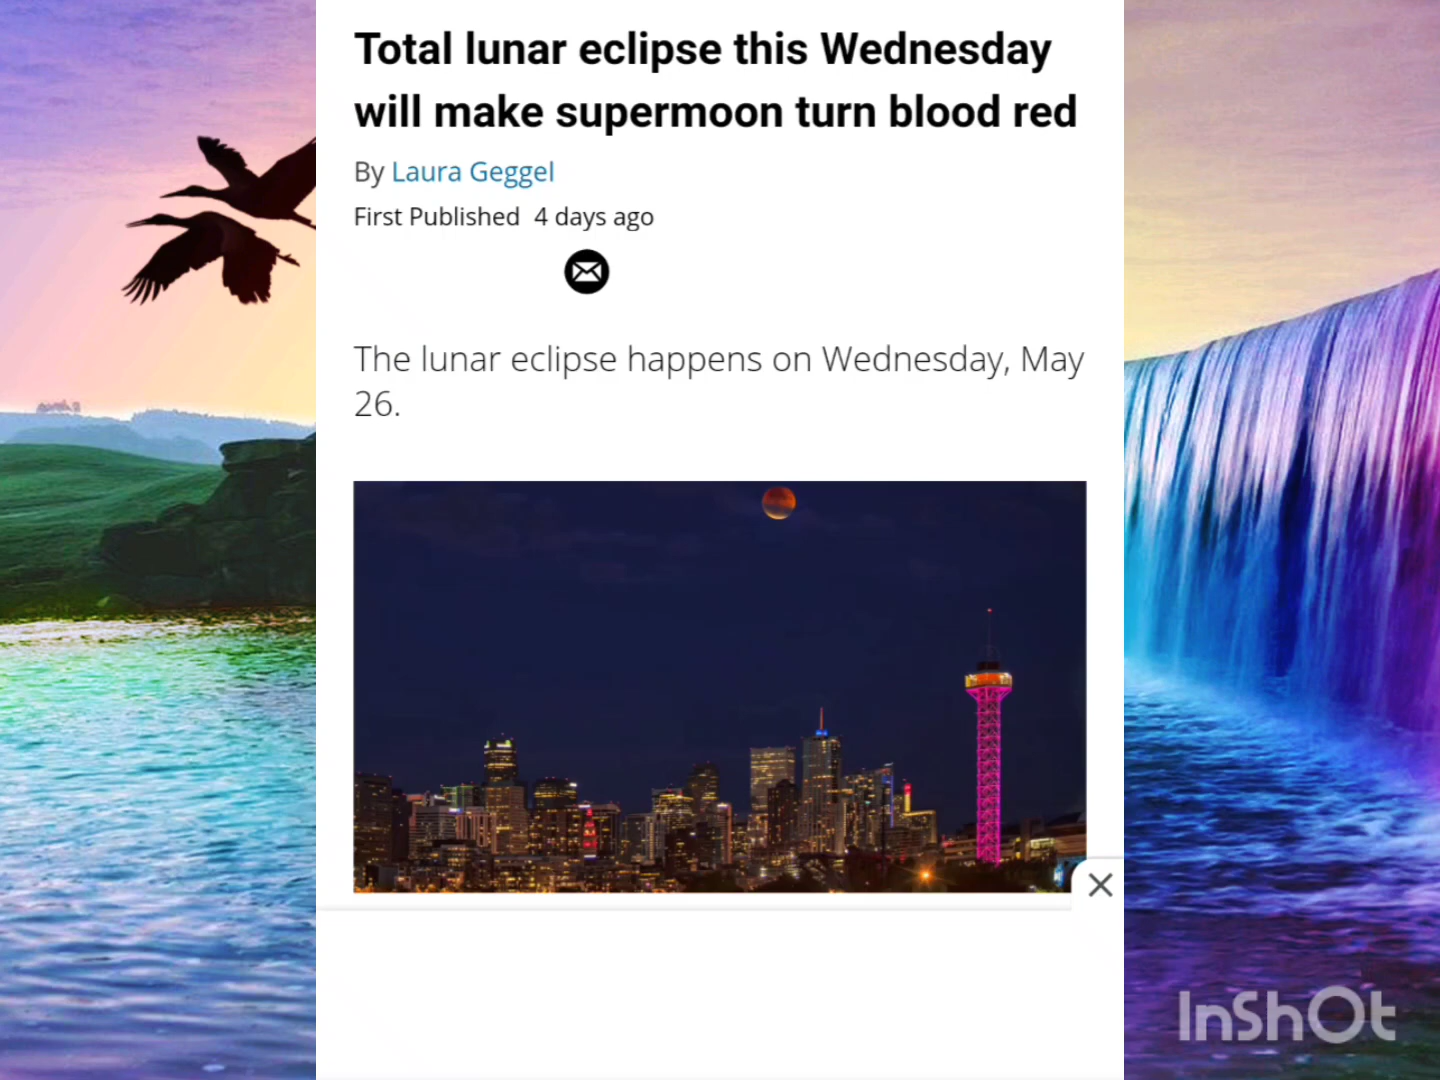 Total lunar eclipse this Wednesday
will make supermoon turn blood red
By Laura Geggel
First Published 4 days ago
The lunar eclipse happens on Wednesday, May
26.
InShOt